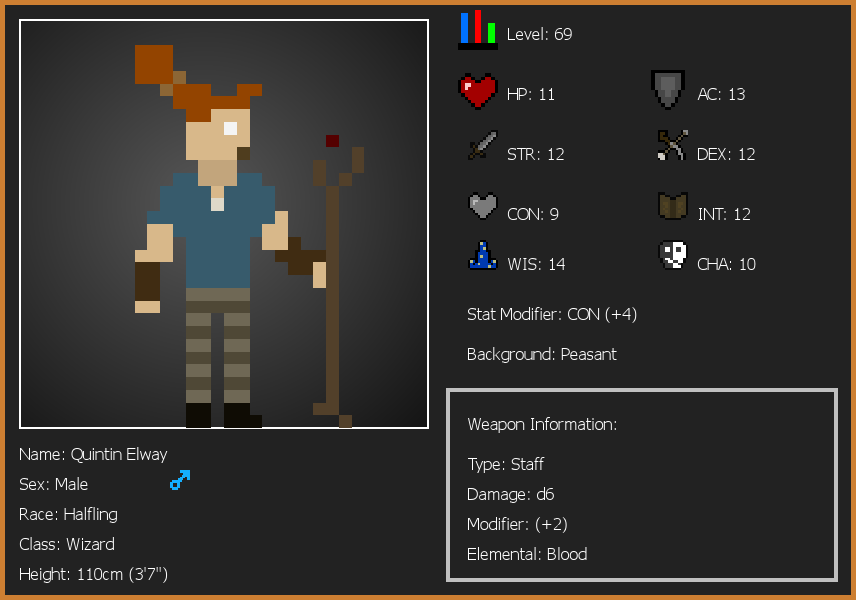 Level: 69
HP: 11
AC: 13
STR: 12
DEX: 12
CON: 9
INT: 12
WIS: 14
CHA: 10
Stat Modifier: CON (+4)
Background: Peasant
Weapon Information:
Type: Staff
Damage: d6
Modifier: (+2)
Elemental: Blood
Name: Quintin Elway
Sex: Male
Race: Halfling
Class: Wizard
Height: 110cm (3'7")